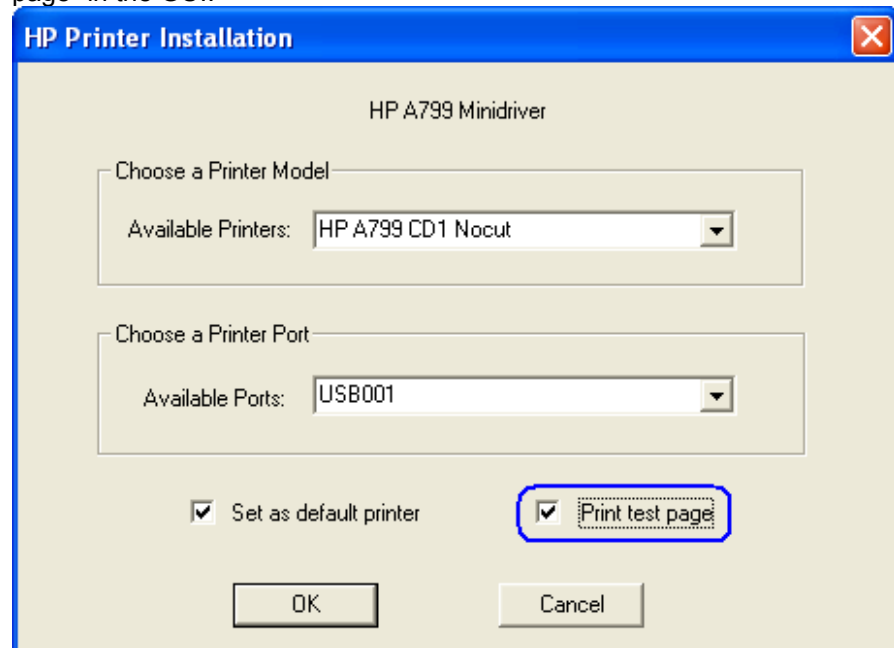 HP Printer Installation
HP A799 Minidriver
Choose a Printer Model
Available Printers: HP A799 CD1 Nocut
Choose a Printer Port
Available Ports: USB001
Set as default printer Print test page
OK Cancel